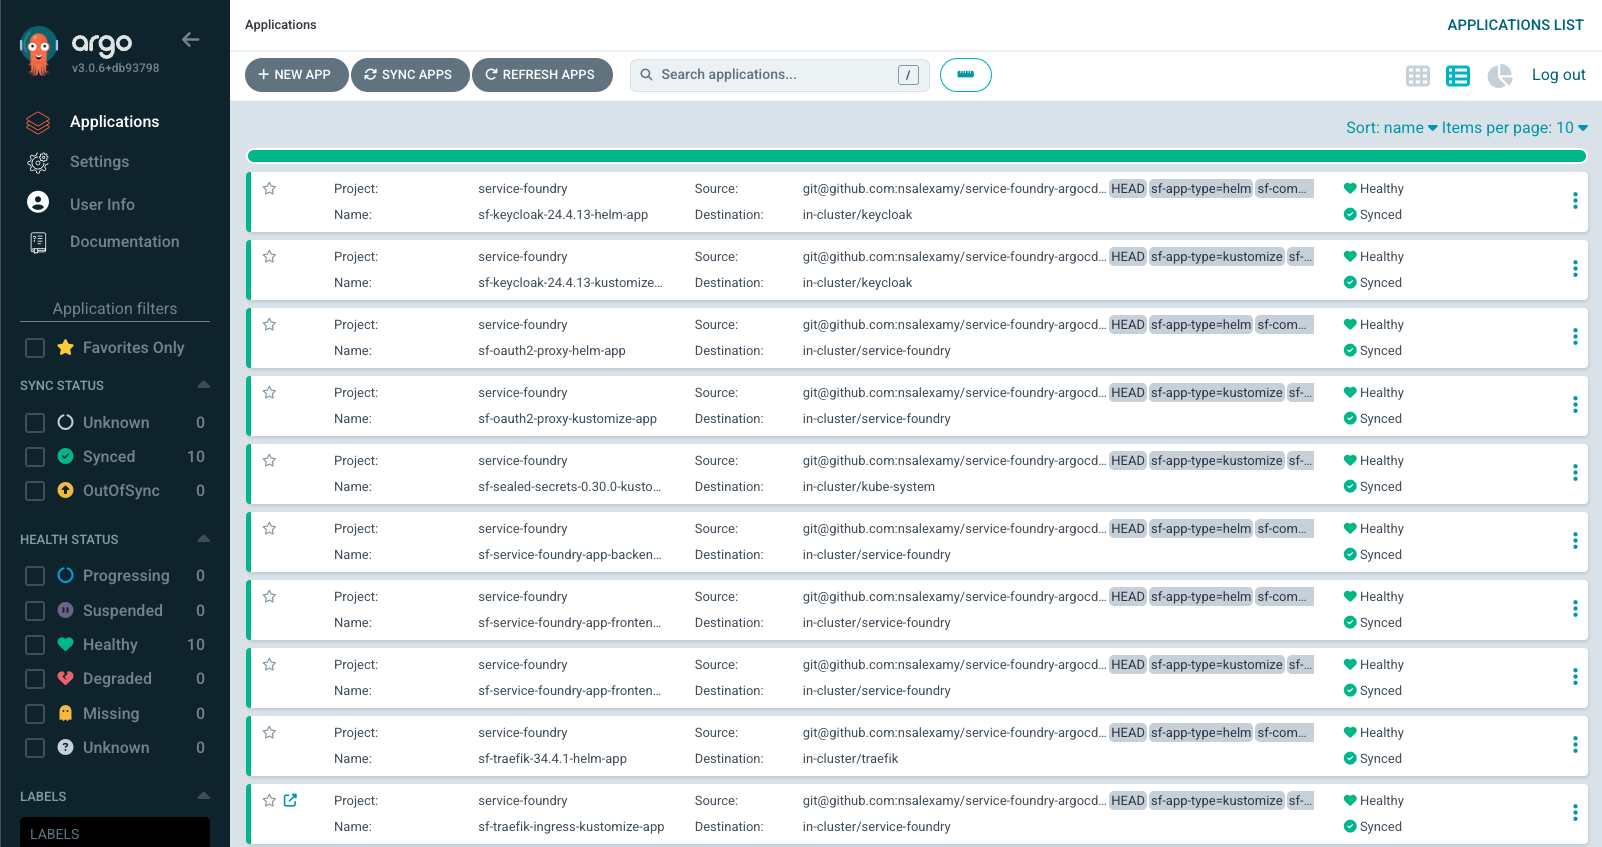 argo
v3.0.6+db93798
Applications
Settings
User Info
Documentation
Application filters
Favorites Only
SYNC STATUS
Unknown 0
Synced 10
OutOfSync 0
HEALTH STATUS
Progressing 0
Suspended 0
Healthy 10
Degraded 0
Missing 0
Unknown 0
LABELS
LABELS
Applications
APPLICATIONS LIST
NEW APP SYNC APPS REFRESH APPS Search applications... / Log out
Sort: name Items per page: 10
Project: service-foundry Source: git@github.com:nsalexamy/service-foundry-argocd... HEAD sf-app-type=helm sf-com... Healthy
Name: sf-keycloak-24.4.13-helm-app Destination: in-cluster/keycloak Synced
Project: service-foundry Source: git@github.com:nsalexamy/service-foundry-argocd... HEAD sf-app-type=kustomize sf-... Healthy
Name: sf-keycloak-24.4.13-kustomize... Destination: in-cluster/keycloak Synced
Project: service-foundry Source: git@github.com:nsalexamy/service-foundry-argocd... HEAD sf-app-type=helm sf-com... Healthy
Name: sf-oauth2-proxy-helm-app Destination: in-cluster/service-foundry Synced
Project: service-foundry Source: git@github.com:nsalexamy/service-foundry-argocd... HEAD sf-app-type=kustomize sf-... Healthy
Name: sf-oauth2-proxy-kustomize-app Destination: in-cluster/service-foundry Synced
Project: service-foundry Source: git@github.com:nsalexamy/service-foundry-argocd... HEAD sf-app-type=kustomize sf-... Healthy
Name: sf-sealed-secrets-0.30.0-kusto... Destination: in-cluster/kube-system Synced
Project: service-foundry Source: git@github.com:nsalexamy/service-foundry-argocd... HEAD sf-app-type=helm sf-com... Healthy
Name: sf-service-foundry-app-backen... Destination: in-cluster/service-foundry Synced
Project: service-foundry Source: git@github.com:nsalexamy/service-foundry-argocd... HEAD sf-app-type=helm sf-com... Healthy
Name: sf-service-foundry-app-fronten... Destination: in-cluster/service-foundry Synced
Project: service-foundry Source: git@github.com:nsalexamy/service-foundry-argocd... HEAD sf-app-type=kustomize sf-... Healthy
Name: sf-service-foundry-app-fronten... Destination: in-cluster/service-foundry Synced
Project: service-foundry Source: git@github.com:nsalexamy/service-foundry-argocd... HEAD sf-app-type=helm sf-com... Healthy
Name: sf-traefik-34.4.1-helm-app Destination: in-cluster/traefik Synced
Project: service-foundry Source: git@github.com:nsalexamy/service-foundry-argocd... HEAD sf-app-type=kustomize sf-... Healthy
Name: sf-traefik-ingress-kustomize-app Destination: in-cluster/service-foundry Synced